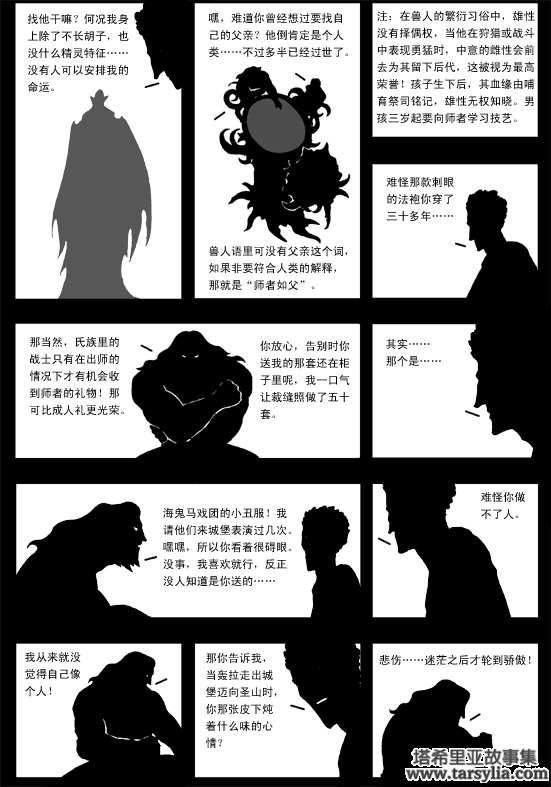 找他干嘛?何况我身
上除了不长胡子,也
没什么精灵特征……
没有人可以安排我的
命运。
嘿,难道你曾经想过要找自
己的父亲?他倒肯定是个人
类……不过多半已经过世了。
兽人语里可没有父亲这个词,
如果非要符合人类的解释,
那就是“师者如父”。
注:在兽人的繁衍习俗中,雄性
没有择偶权,当他在狩猎或战斗
中表现勇猛时,中意的雌性会前
去为其留下后代,这被视为最高
荣誉!孩子生下后,其血缘由哺
育祭司铭记,雄性无权知晓。男
孩三岁起要向师者学习技艺。
难怪那款刺眼
的法袍你穿了
三十多年……
那当然,氏族里的
战士只有在出师的
情况下才有机会收
到师者的礼物!那
可比成人礼更光荣。
你放心,告别时你
送我的那套还在柜
子里呢,我一口气
让裁缝照做了五十
套。
其实……
那个是……
海鬼马戏团的小丑服!我
请他们来城堡表演过几次。
嘿嘿,所以你看着很碍眼。
没事,我喜欢就行,反正
没人知道是你送的……
难怪你做
不了人。
我从来就没
觉得自己像
个人!
那你告诉我,
当轰拉走出城
堡迈向圣山时,
你那张皮下炖
着什么味的心
情?
悲伤……迷茫之后才轮到骄傲!
塔希里亚故事集
www.tarsylia.com